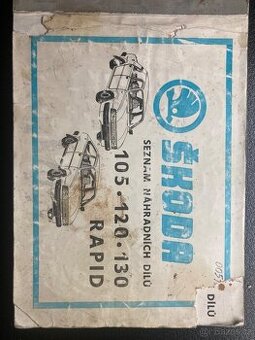 ŠKODA
SEZNAM NÁHRADNÍCH DÍLŮ
105•120•130
RAPID
DÍLŮ